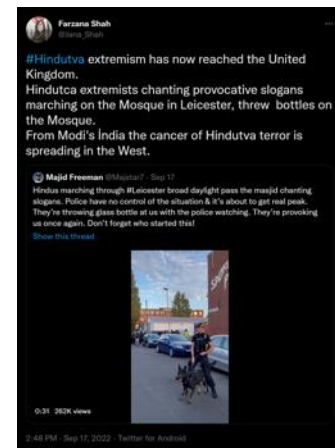 Farzana Shah
@Jana_Shah
#Hindutva extremism has now reached the United
Kingdom.
Hindutca extremists chanting provocative slogans
marching on the Mosque in Leicester, threw bottles on
the Mosque.
From Modi's İndia the cancer of Hindutva terror is
spreading in the West.
Majid Freeman @Majstar7 · Sep 17
Hindus marching through #Leicester broad daylight pass the masjid chanting
slogans. Police have no control of the situation & it's about to get real peak.
They're throwing glass bottle at us with the police watching. They're provoking
us once again. Don't forget who started this!
Show this thread
0:31 262K views
2:48 PM · Sep 17, 2022 · Twitter for Android